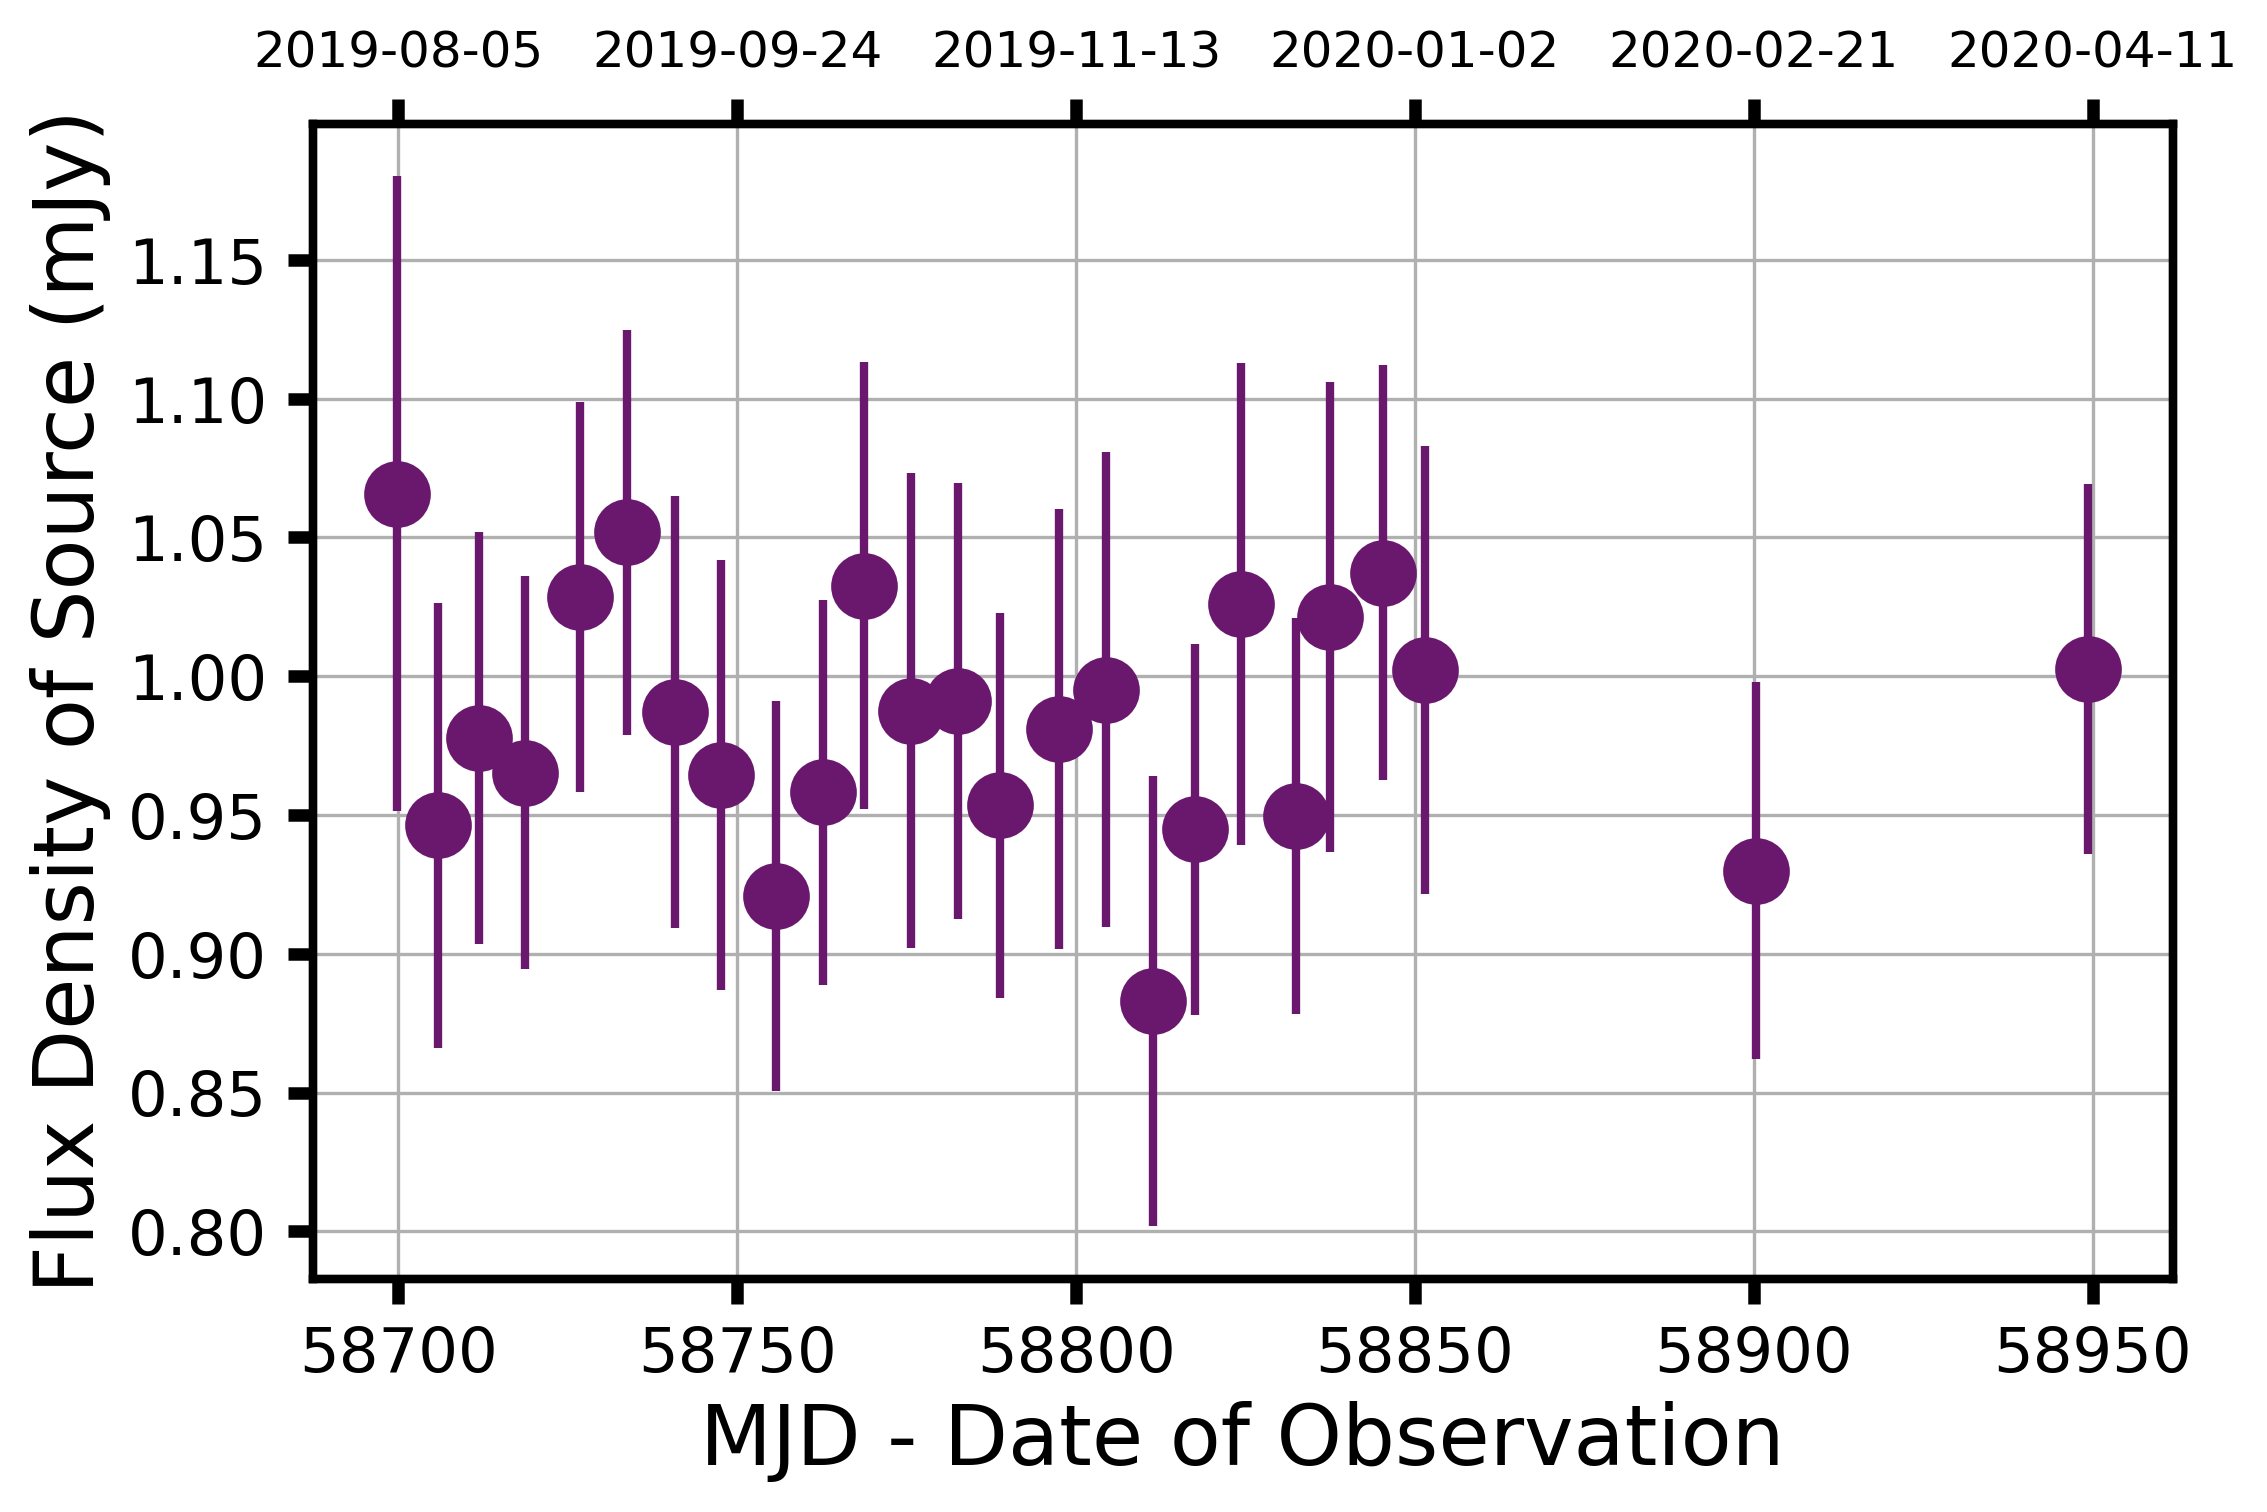 2019-08-05 2019-09-24 2019-11-13 2020-01-02 2020-02-21 2020-04-11
Flux Density of Source (mJy)
1.15
1.10
1.05
1.00
0.95
0.90
0.85
0.80
58700 58750 58800 58850 58900 58950
MJD - Date of Observation